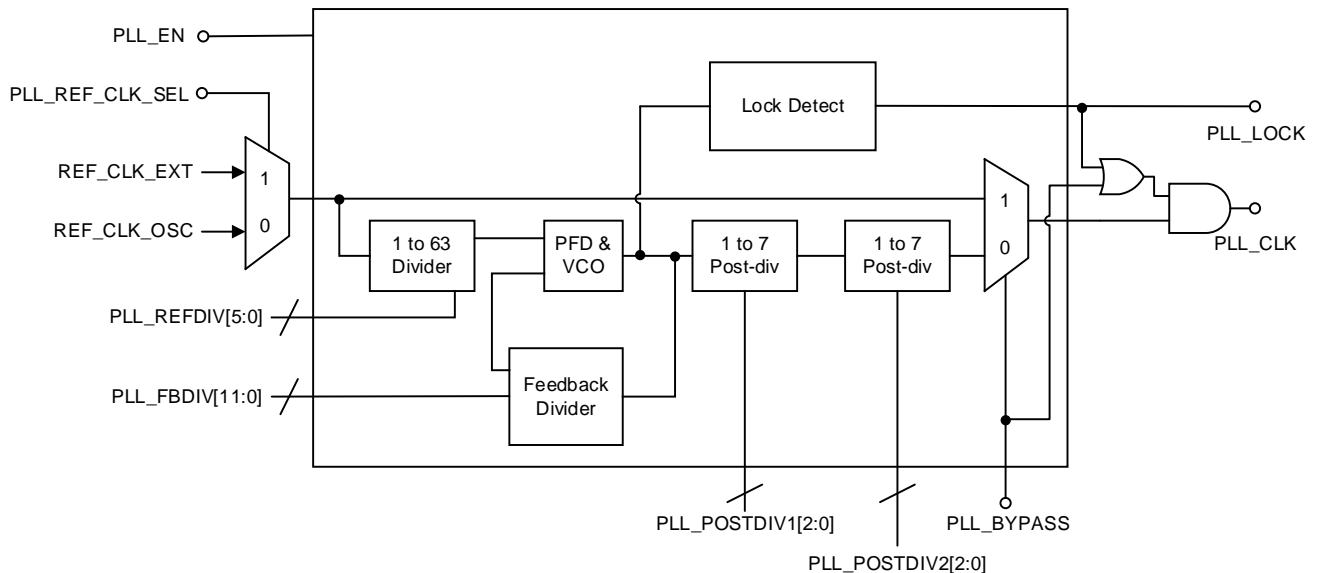 PLL_EN
PLL_REF_CLK_SEL
REF_CLK_EXT
REF_CLK_OSC
1
0
Lock Detect
PLL_LOCK
1 to 63
Divider
PFD &
VCO
1 to 7
Post-div
1 to 7
Post-div
1
0
PLL_CLK
PLL_REFDIV[5:0]
PLL_FBDIV[11:0]
Feedback
Divider
PLL_POSTDIV1[2:0]
PLL_BYPASS
PLL_POSTDIV2[2:0]